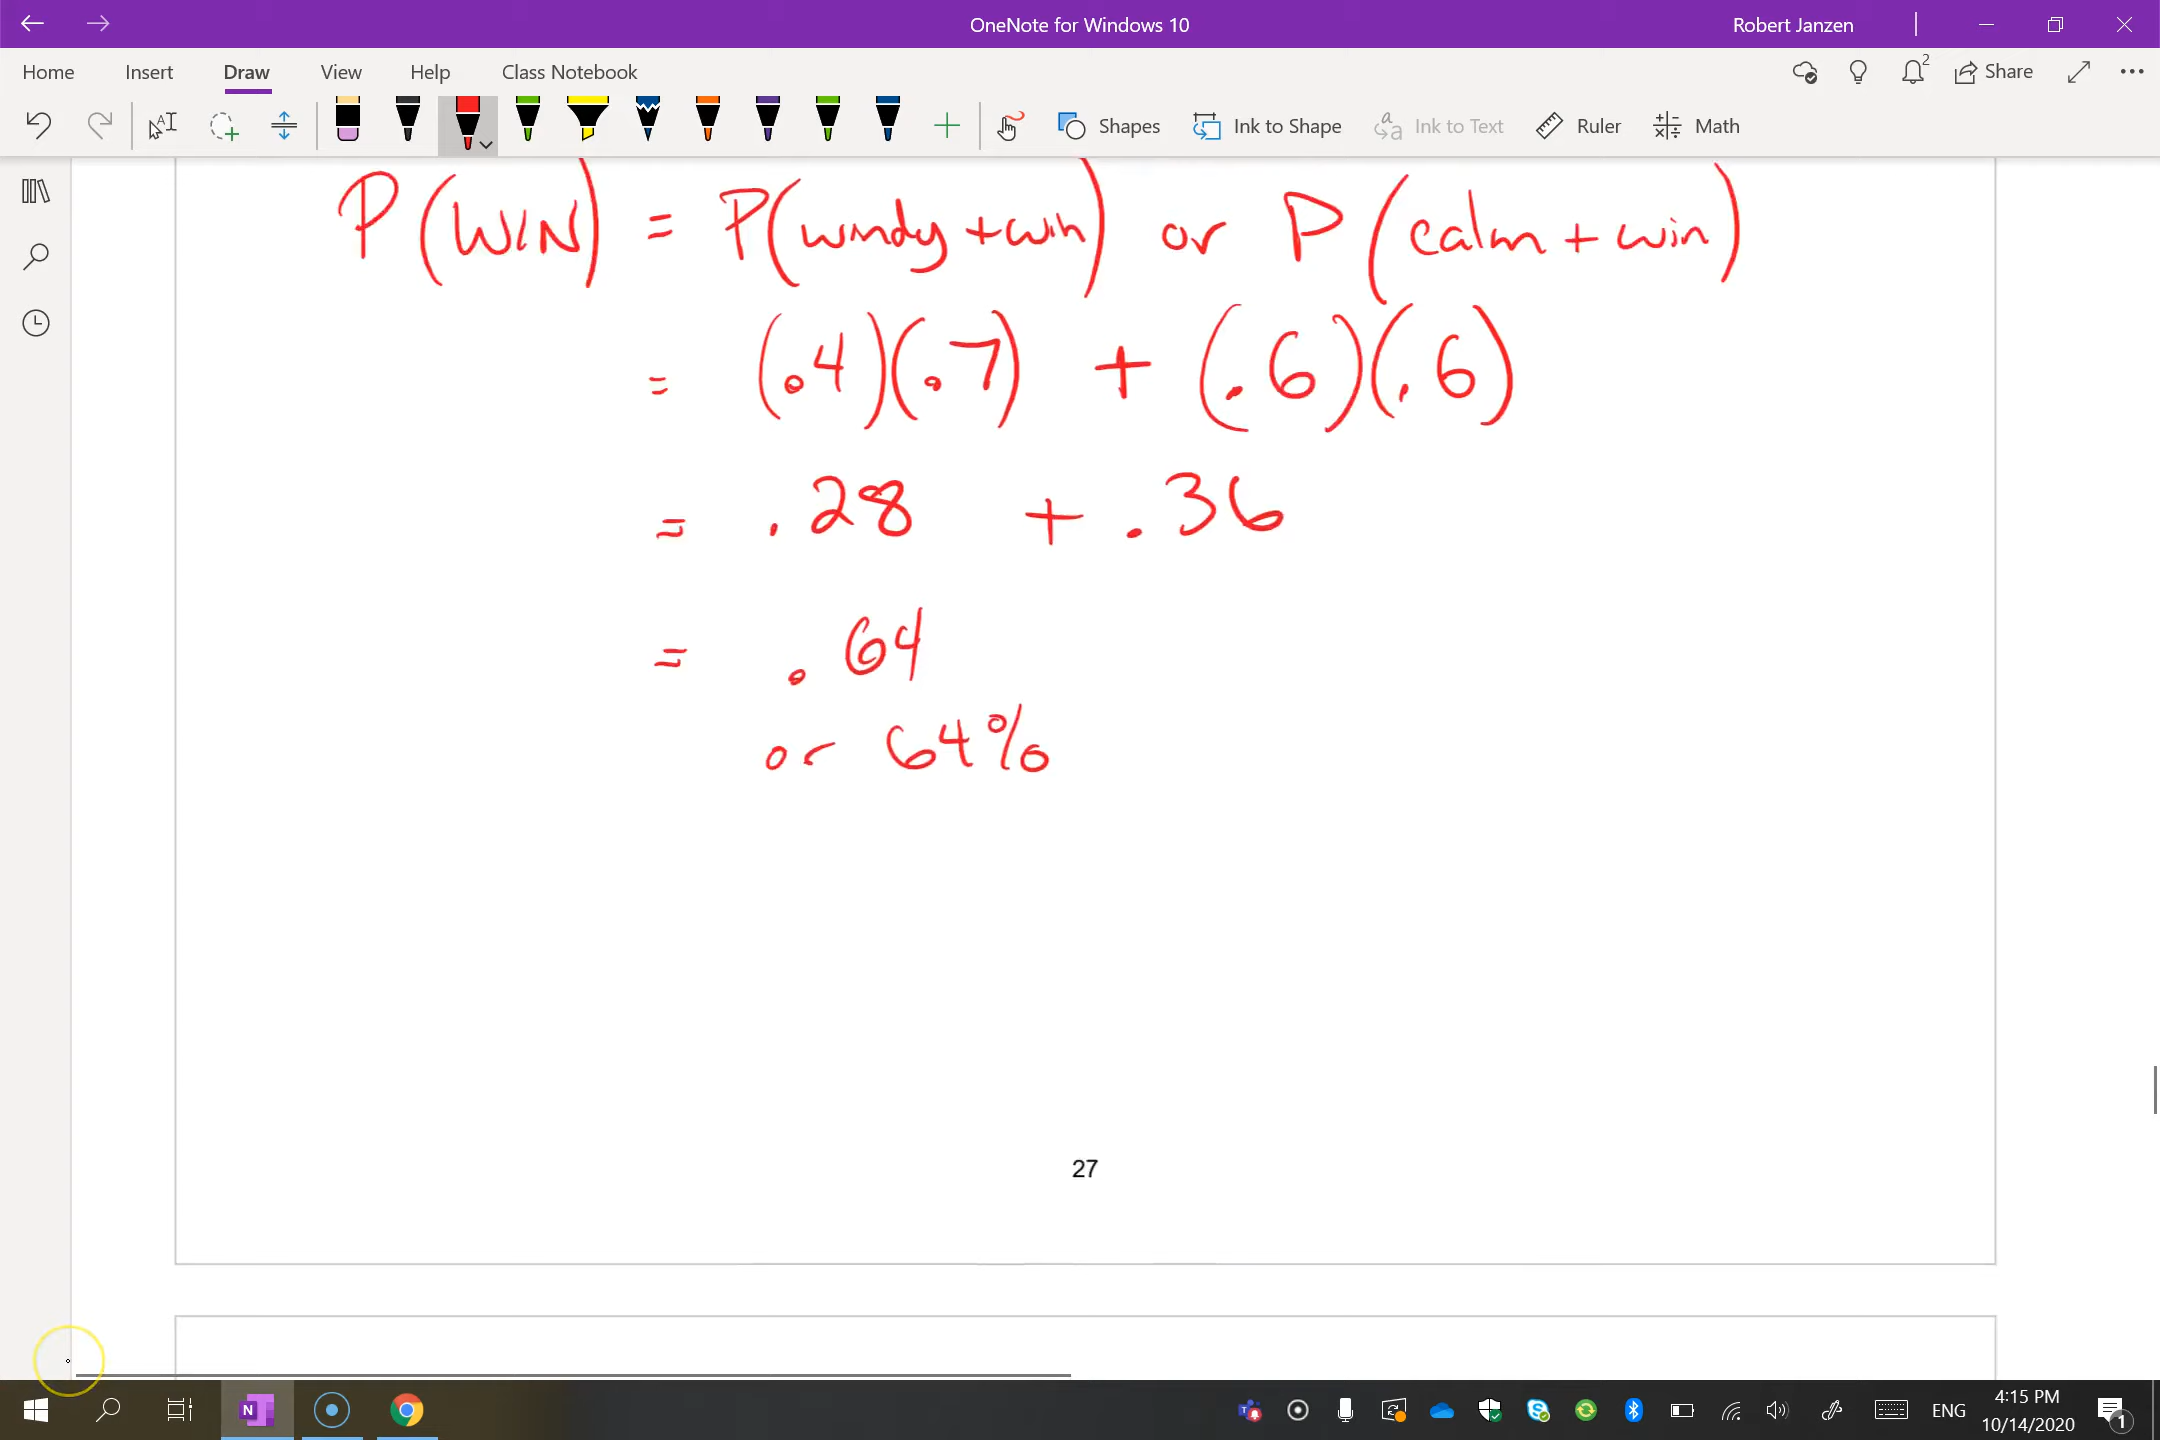 OneNote for Windows 10
Robert Janzen
Home Insert Draw View Help Class Notebook
2
Share
Shapes Ink to Shape Ink to Text Ruler Math
P(WIN) = P(windy + win) or P(calm + win)
= (.4)(.7) + (.6)(.6)
= .28 + .36
= .64
or 64%
27
ENG
4:15 PM
10/14/2020
1